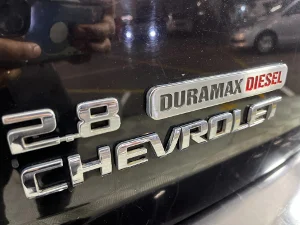 DURAMAX DIESEL
2.8
CHEVROLET